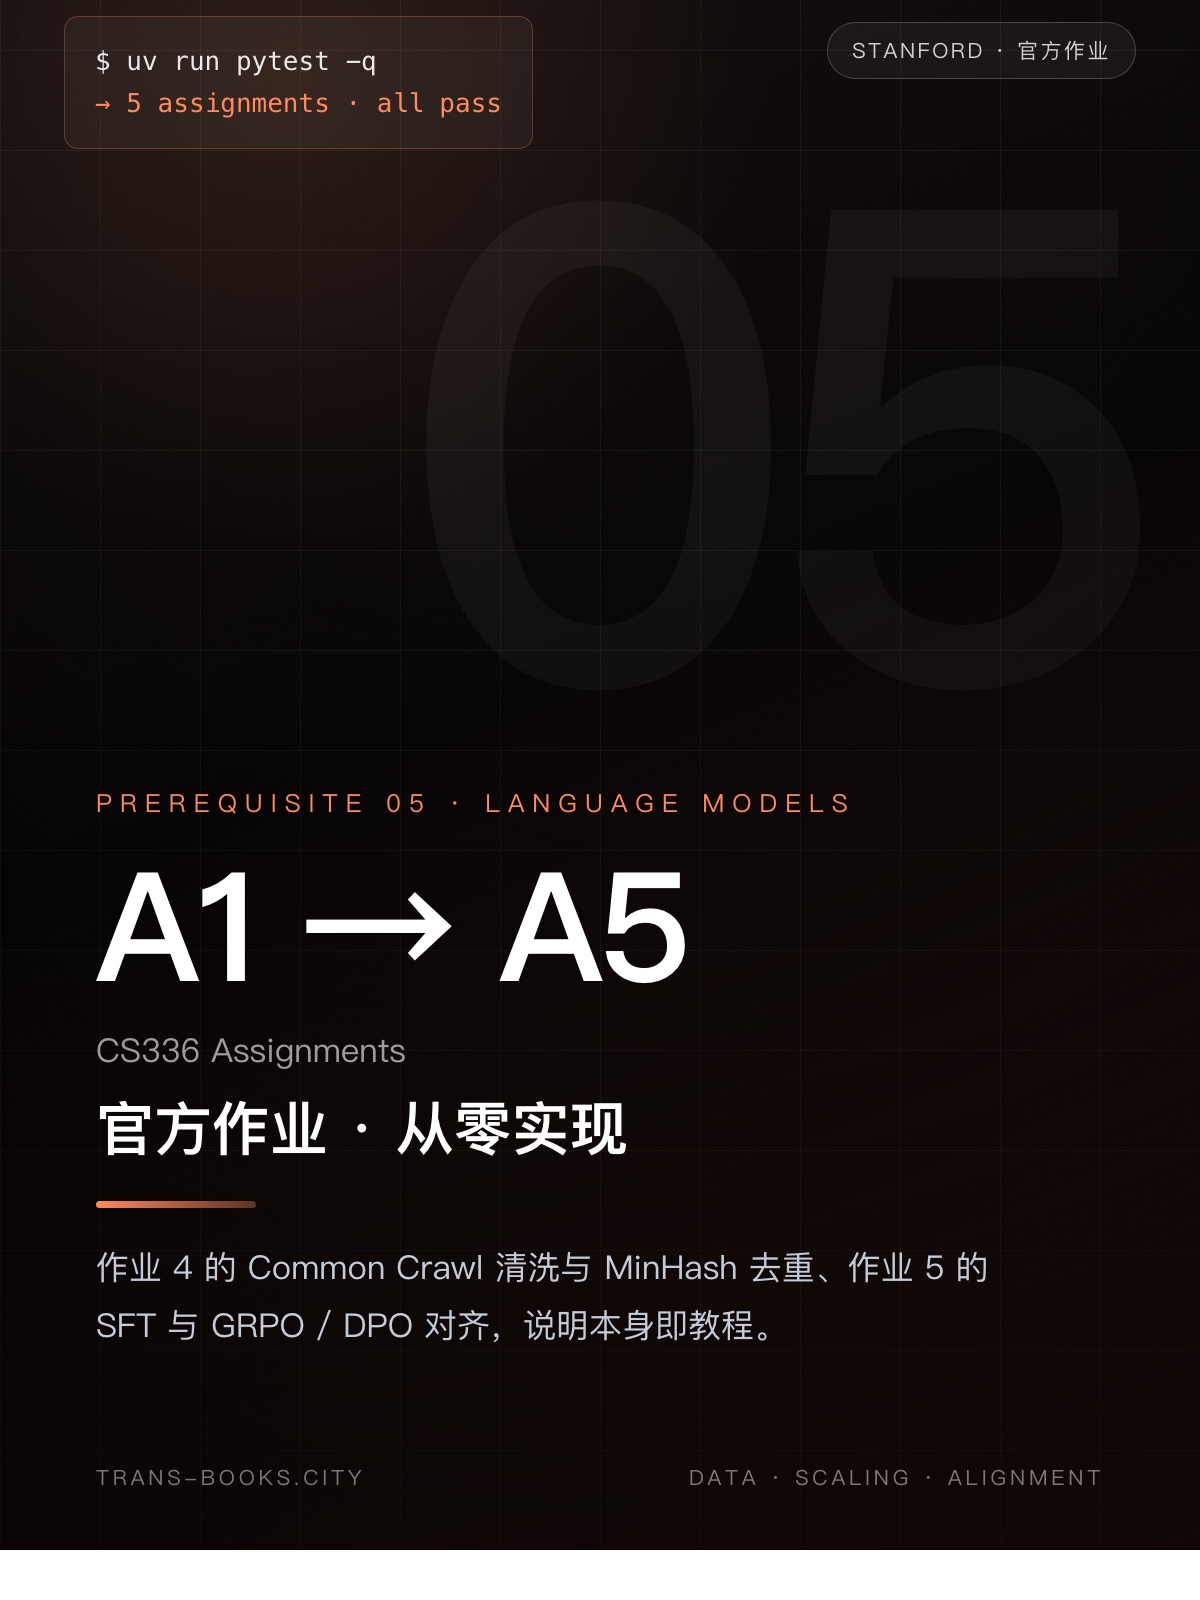 $ uv run pytest -q
→ 5 assignments · all pass
STANFORD · 官方作业
05
PREREQUISITE 05 · LANGUAGE MODELS
A1 → A5
CS336 Assignments
官方作业 · 从零实现
作业 4 的 Common Crawl 清洗与 MinHash 去重、作业 5 的
SFT 与 GRPO / DPO 对齐，说明本身即教程。
TRANS-BOOKS.CITY
DATA · SCALING · ALIGNMENT